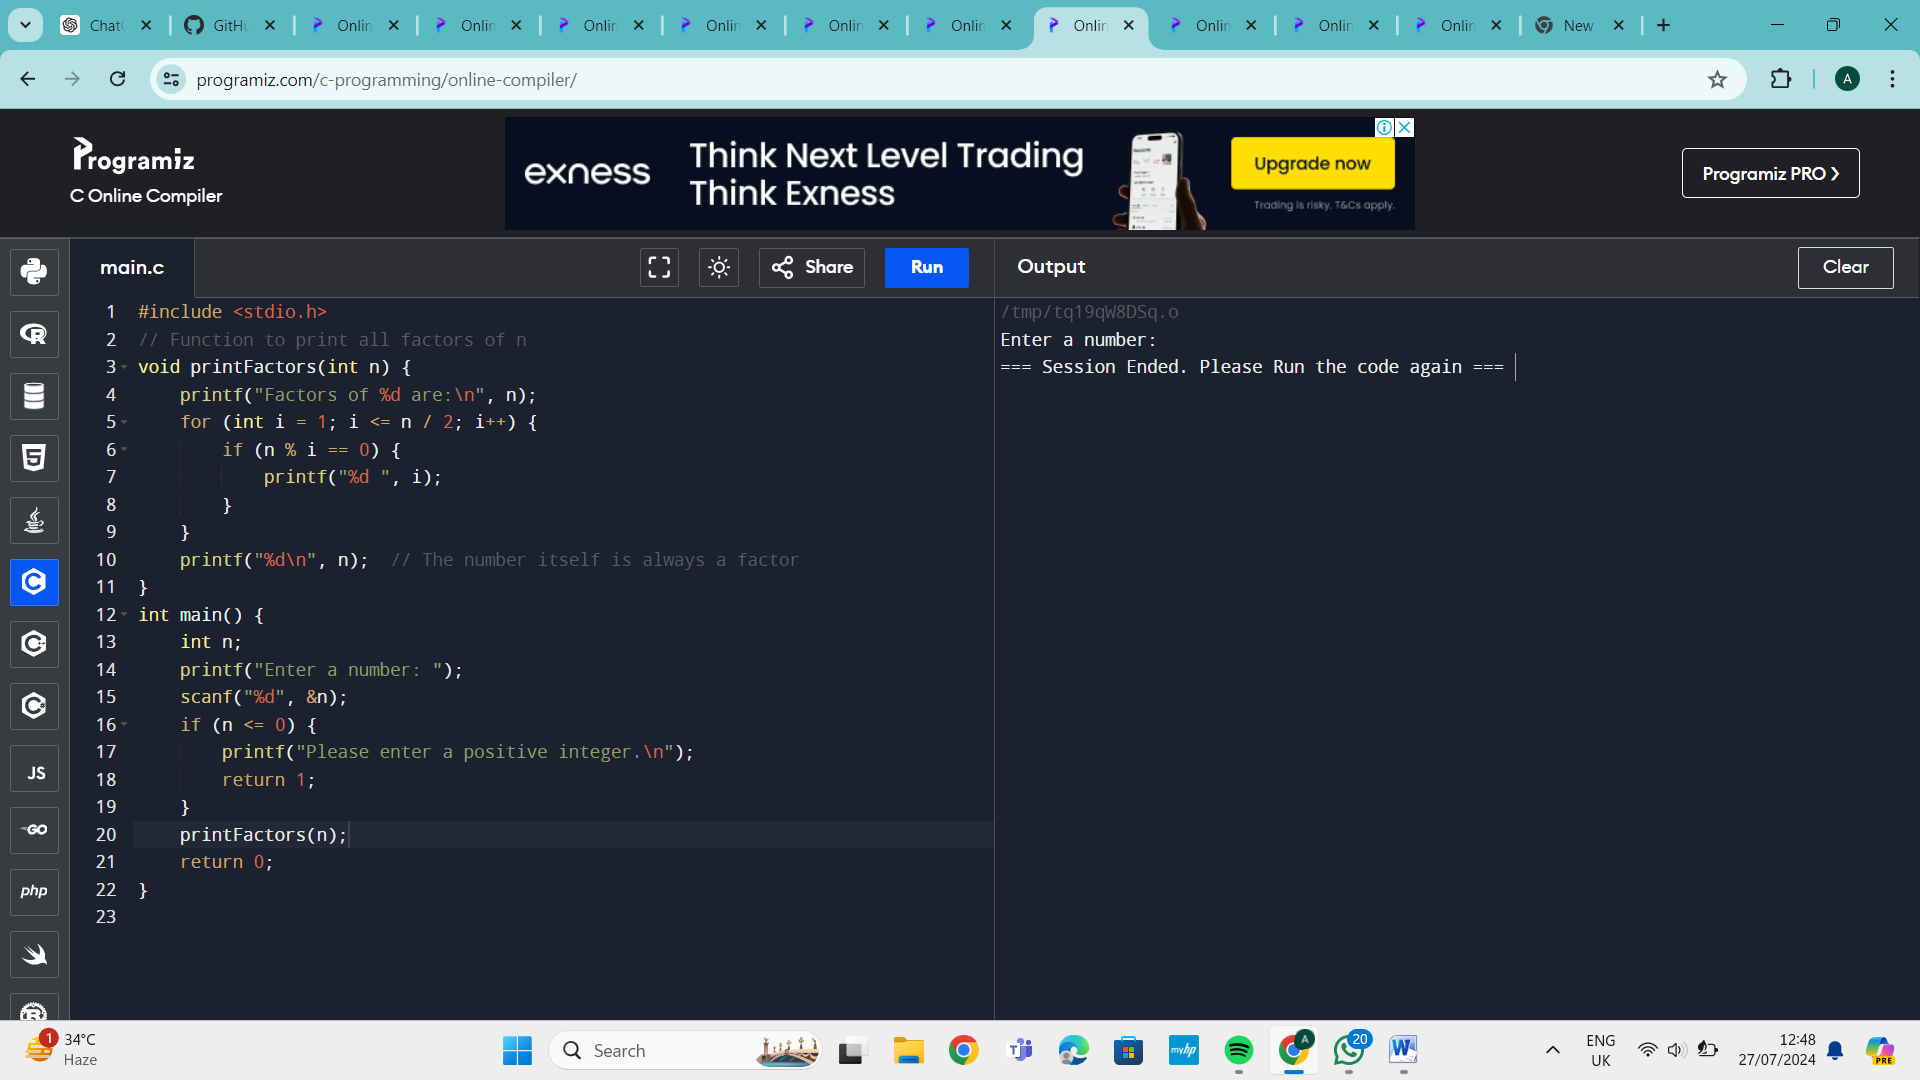 ChatG
GitHu
Onlin
Onlin
Onlin
Onlin
Onlin
Onlin
Onlin
Onlin
Onlin
Onlin
New
programiz.com/c-programming/online-compiler/
A
Programiz
C Online Compiler
exness
Think Next Level Trading
Think Exness
Upgrade now
Trading is risky. T&Cs apply.
Programiz PRO
main.c
Share
Run
Output
Clear
1 #include <stdio.h>
2 // Function to print all factors of n
3 void printFactors(int n) {
4 printf("Factors of %d are:\n", n);
5 for (int i = 1; i <= n / 2; i++) {
6 if (n % i == 0) {
7 printf("%d ", i);
8 }
9 }
10 printf("%d\n", n);  // The number itself is always a factor
11 }
12 int main() {
13 int n;
14 printf("Enter a number: ");
15 scanf("%d", &n);
16 if (n <= 0) {
17 printf("Please enter a positive integer.\n");
18 return 1;
19 }
20 printFactors(n);
21 return 0;
22 }
23
/tmp/tq19qW8DSq.o
Enter a number:
=== Session Ended. Please Run the code again ===
JS
GO
php
1
34°C
Haze
Search
myhp
A
20
ENG
UK
12:48
27/07/2024
PRE